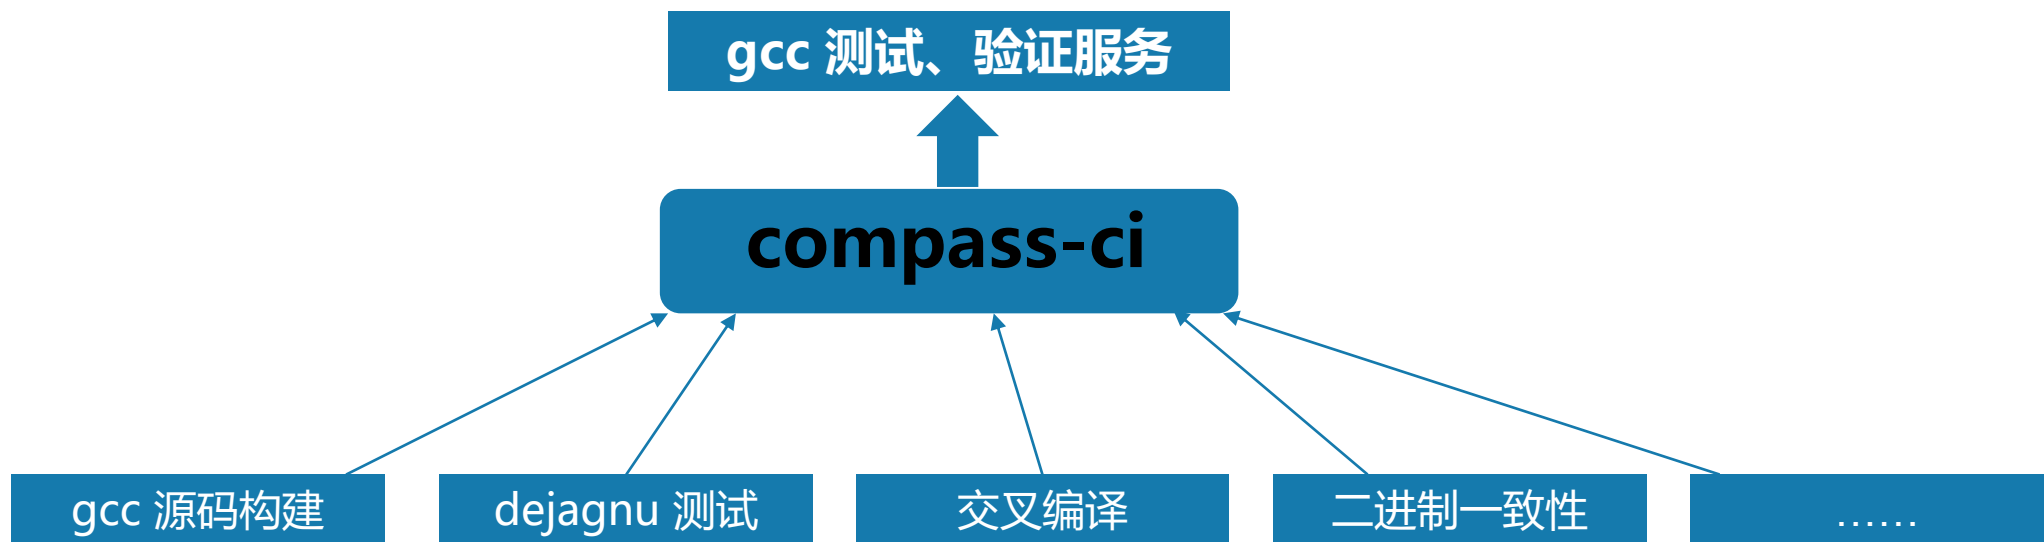 gcc 测试、验证服务
compass-ci
gcc 源码构建
dejagnu 测试
交叉编译
二进制一致性
……